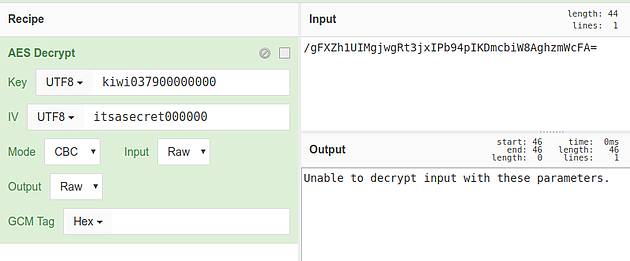 Recipe
AES Decrypt
Key UTF8 kiwi037900000000
IV UTF8 itsasecret000000
Mode CBC Input Raw
Output Raw
GCM Tag Hex
Input length: 44
lines: 1
/gFXZh1UIMgjwgRt3jxIPb94pIKDmcbiW8AghzmWcFA=
Output start: 46 time: 0ms
end: 46 length: 46
length: 0 lines: 1
Unable to decrypt input with these parameters.